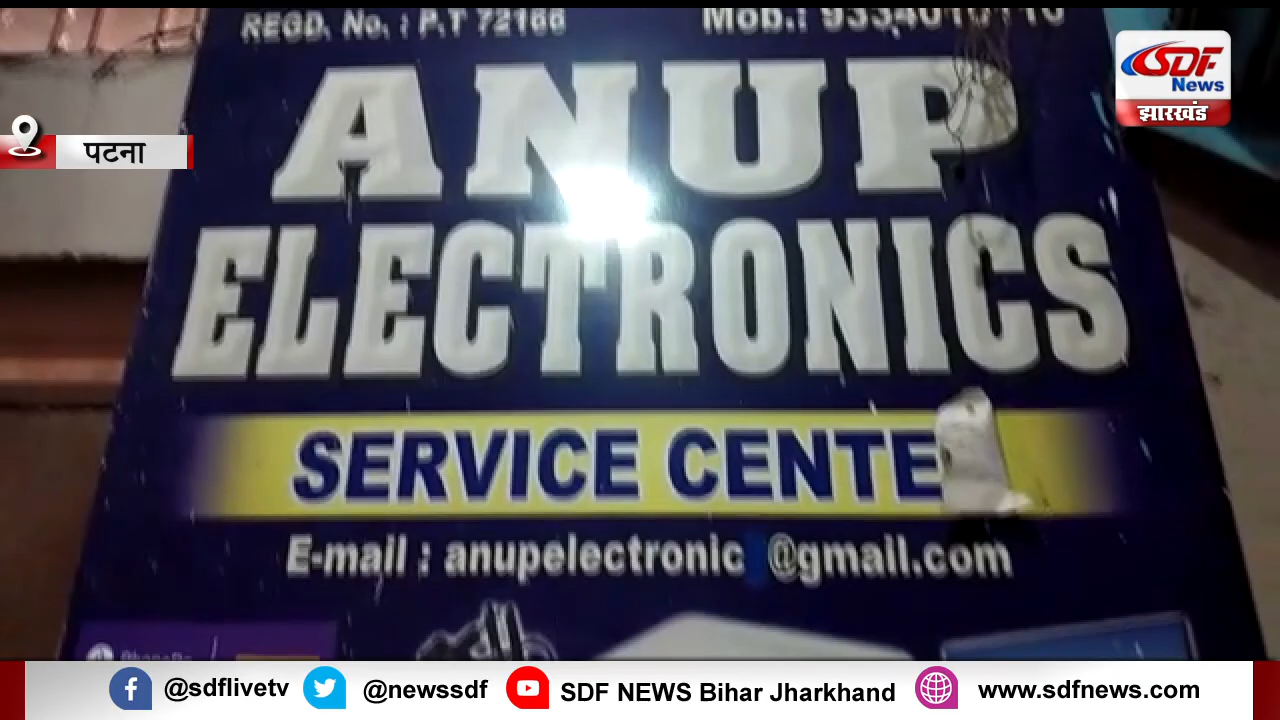 REGD. No. : P.T 72166
Mob.:
SDF
News
झारखंड
पटना
ANUP
ELECTRONICS
SERVICE CENTE
E-mail : anupelectronic @gmail.com
@sdflivetv
@newssdf
SDF NEWS Bihar Jharkhand
www.sdfnews.com